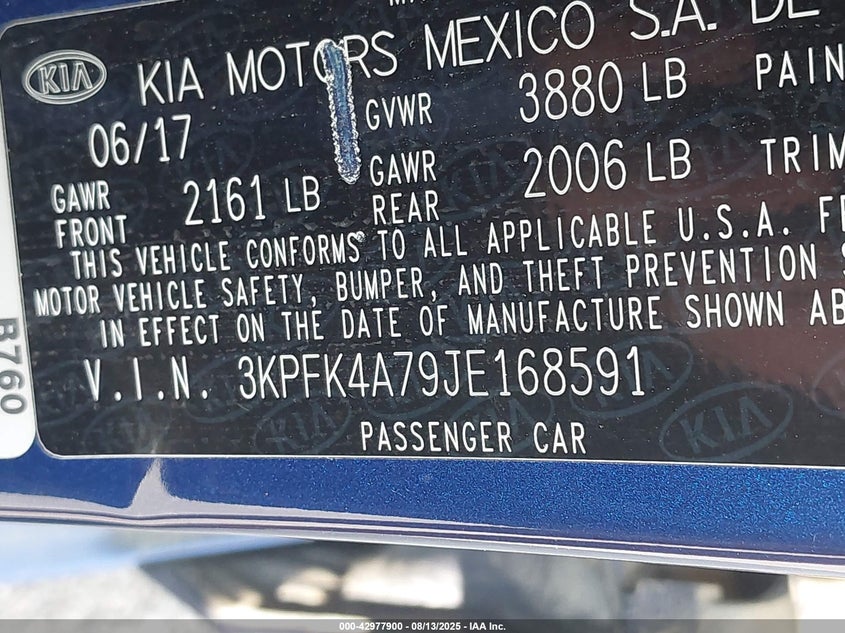 KIA
KIA MOTORS MEXICO S.A. DE
06/17 GVWR 3880 LB PAIN
GAWR FRONT 2161 LB GAWR REAR 2006 LB TRIM
THIS VEHICLE CONFORMS TO ALL APPLICABLE U.S.A. FE
MOTOR VEHICLE SAFETY, BUMPER, AND THEFT PREVENTION S
IN EFFECT ON THE DATE OF MANUFACTURE SHOWN AB
V.I.N. 3KPFK4A79JE168591
PASSENGER CAR
KIA
B760
000-42977900 - 08/13/2025 - IAA Inc.